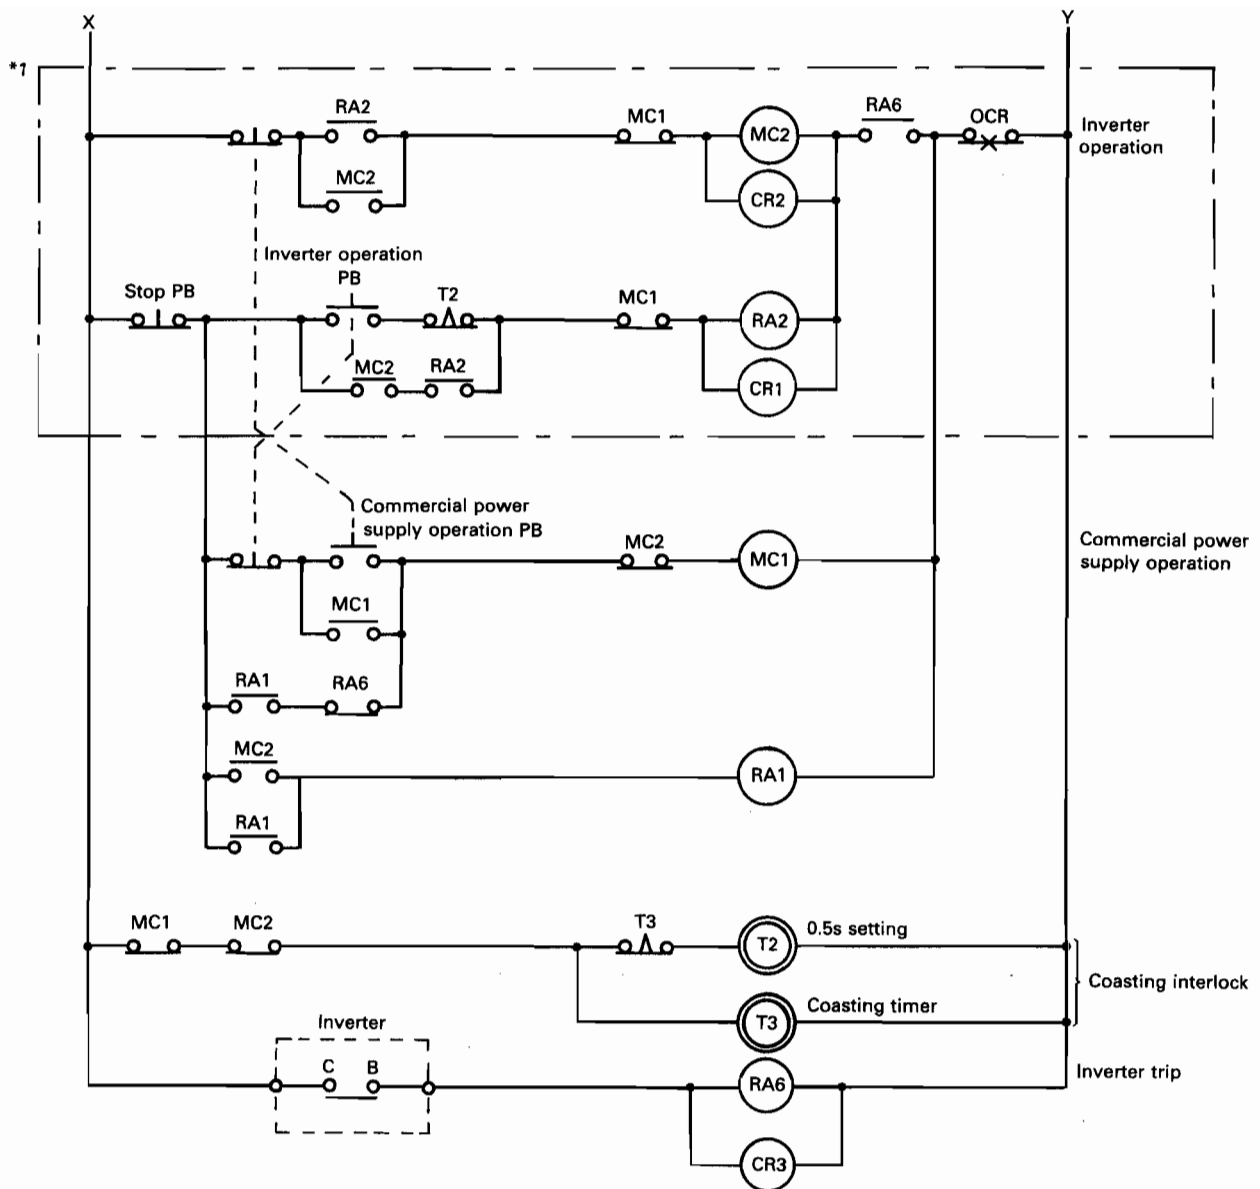 X
Y
*1
RA2
MC1
MC2
RA6
OCR
Inverter
operation
MC2
CR2
Inverter operation
PB
Stop PB
T2
MC1
RA2
MC2
RA2
CR1
Commercial power
supply operation PB
MC2
MC1
Commercial power
supply operation
MC1
RA1
RA6
MC2
RA1
RA1
MC1
MC2
T3
T2
0.5s setting
Coasting interlock
Coasting timer
T3
Inverter
C
B
RA6
Inverter trip
CR3